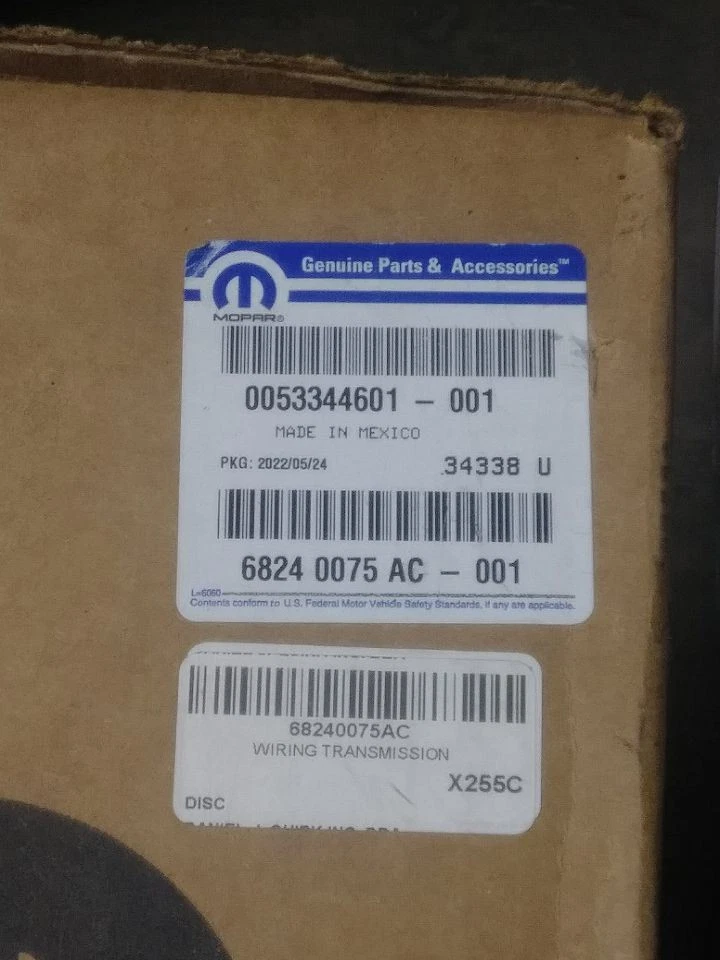 Genuine Parts & Accessories™
MOPAR®
0053344601 - 001
MADE IN MEXICO
PKG: 2022/05/24 34338 U
6824 0075 AC - 001
L=6060
Contents conform to U.S. Federal Motor Vehicle Safety Standards, if any are applicable.
68240075AC
WIRING TRANSMISSION
X255C
DISC